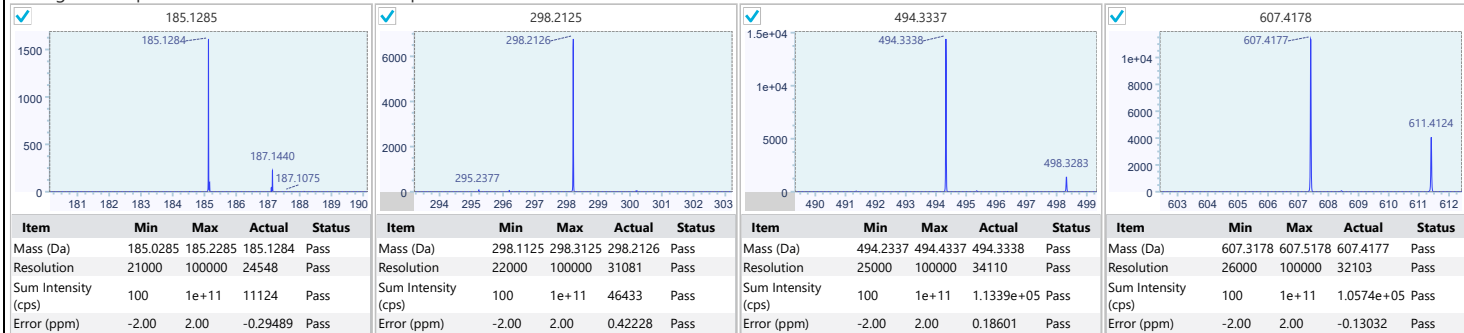 185.1285
1500
1000
500
0
185.1284
187.1440
187.1075
181 182 183 184 185 186 187 188 189 190
Item Min Max Actual Status
Mass (Da) 185.0285 185.2285 185.1284 Pass
Resolution 21000 100000 24548 Pass
Sum Intensity
(cps) 100 1e+11 11124 Pass
Error (ppm) -2.00 2.00 -0.29489 Pass
298.2125
6000
4000
2000
0
298.2126
295.2377
294 295 296 297 298 299 300 301 302 303
Item Min Max Actual Status
Mass (Da) 298.1125 298.3125 298.2126 Pass
Resolution 22000 100000 31081 Pass
Sum Intensity
(cps) 100 1e+11 46433 Pass
Error (ppm) -2.00 2.00 0.42228 Pass
494.3337
1.5e+04
1e+04
5000
0
494.3338
498.3283
490 491 492 493 494 495 496 497 498 499
Item Min Max Actual Status
Mass (Da) 494.2337 494.4337 494.3338 Pass
Resolution 25000 100000 34110 Pass
Sum Intensity
(cps) 100 1e+11 1.1339e+05 Pass
Error (ppm) -2.00 2.00 0.18601 Pass
607.4178
1e+04
8000
6000
4000
2000
0
607.4177
611.4124
603 604 605 606 607 608 609 610 611 612
Item Min Max Actual Status
Mass (Da) 607.3178 607.5178 607.4177 Pass
Resolution 26000 100000 32103 Pass
Sum Intensity
(cps) 100 1e+11 1.0574e+05 Pass
Error (ppm) -2.00 2.00 -0.13032 Pass